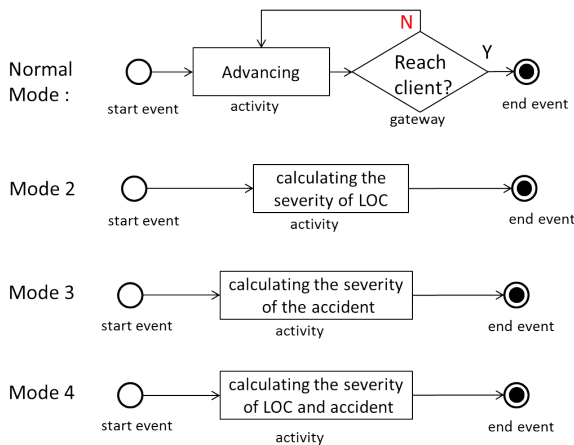 N
Normal Mode :
Advancing
Reach client?
Y
start event
activity
gateway
end event
Mode 2
calculating the
severity of LOC
start event
activity
end event
Mode 3
calculating the severity
of the accident
start event
activity
end event
Mode 4
calculating the severity
of LOC and accident
start event
activity
end event